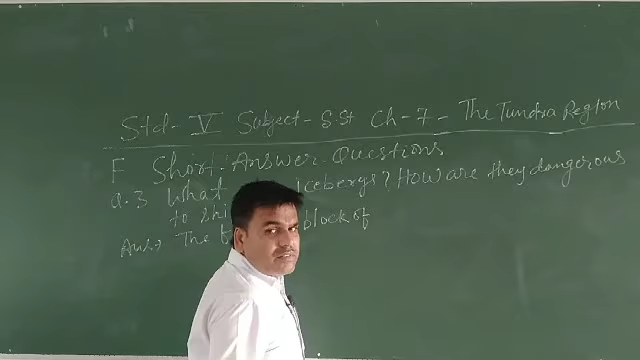 Std- V Subject- S.St Ch-7- The Tundra Region
F Short Answer Questions
Q.3 What icebergs? How are they dangerous
to shi
Ans→ The block of